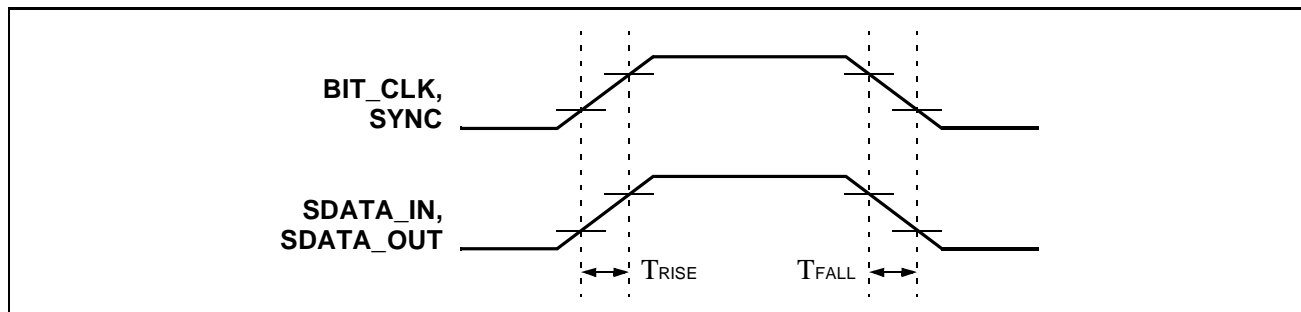 BIT_CLK,
SYNC
SDATA_IN,
SDATA_OUT
TRISE
TFALL